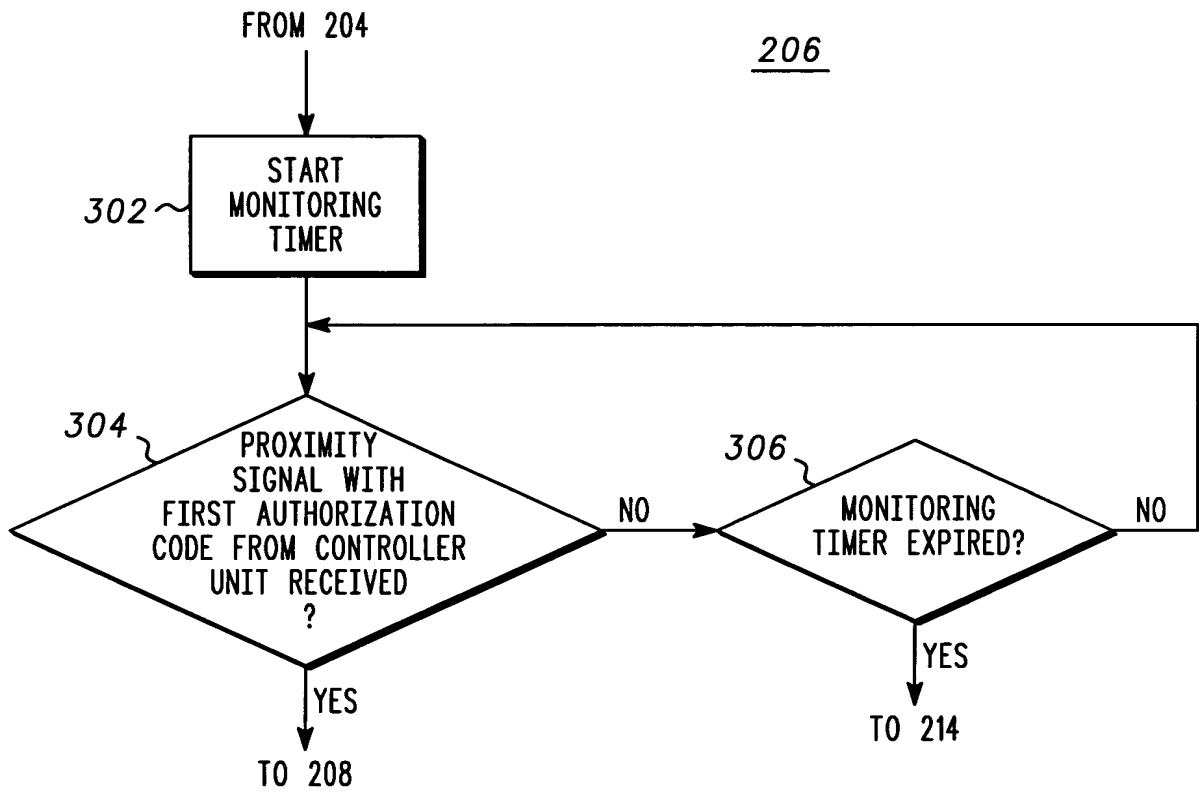 FROM 204
206
START
MONITORING
TIMER
302
304
PROXIMITY
SIGNAL WITH
FIRST AUTHORIZATION
CODE FROM CONTROLLER
UNIT RECEIVED
?
NO
306
MONITORING
TIMER EXPIRED?
NO
YES
TO 208
YES
TO 214